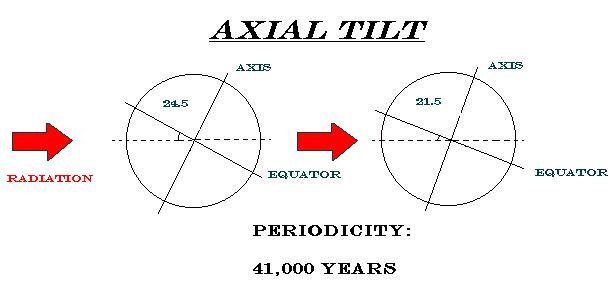 AXIAL TILT
AXIS
24.5
RADIATION
EQUATOR
AXIS
21.5
EQUATOR
PERIODICITY:
41,000 YEARS